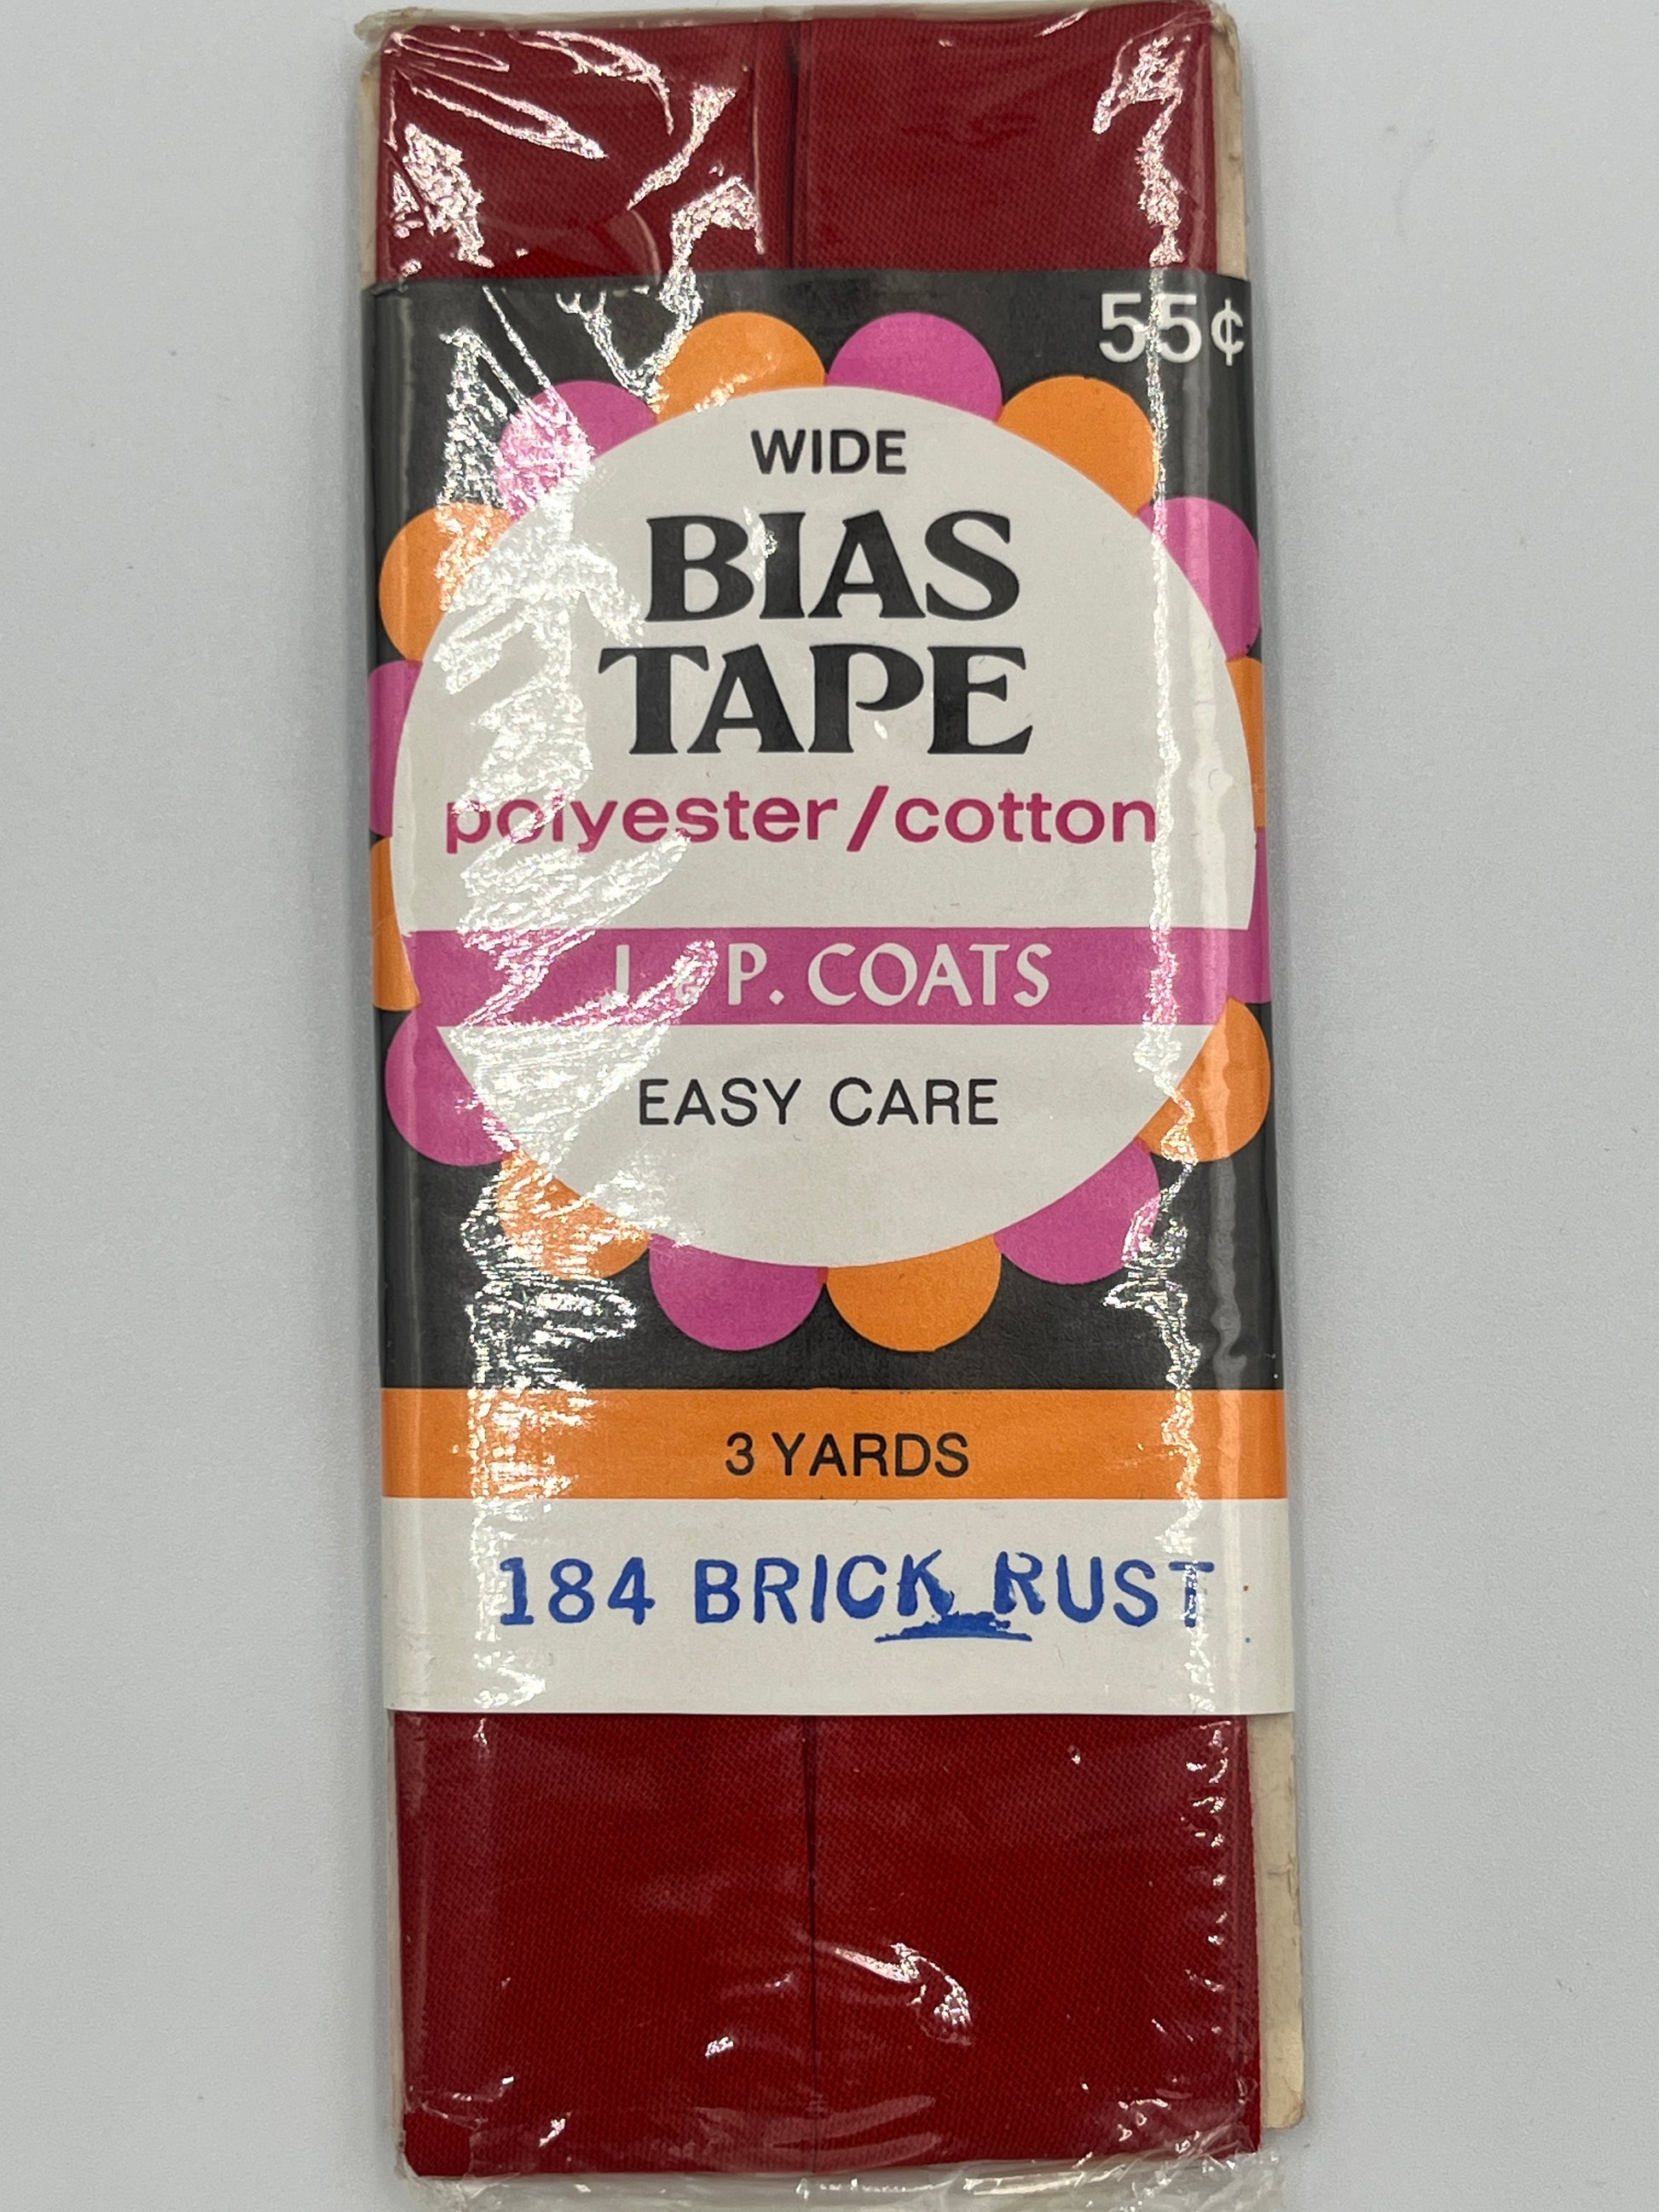 55¢
WIDE
BIAS
TAPE
polyester/cotton
J. & P. COATS
EASY CARE
3 YARDS
184 BRICK RUST